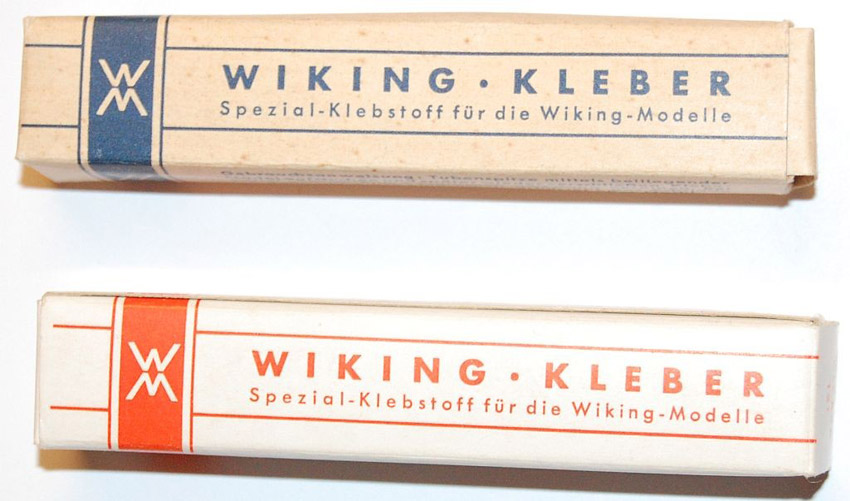 WM
WIKING · KLEBER
Spezial-Klebstoff für die Wiking-Modelle
WM
WIKING · KLEBER
Spezial-Klebstoff für die Wiking-Modelle